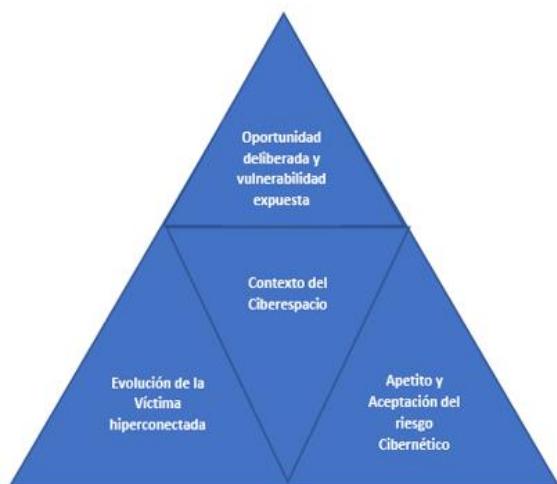 Oportunidad
deliberada y
vulnerabilidad
expuesta
Contexto del
Ciberespacio
Evolución de la
Víctima
hiperconectada
Apetito y
Aceptación del
riesgo
Cibernético